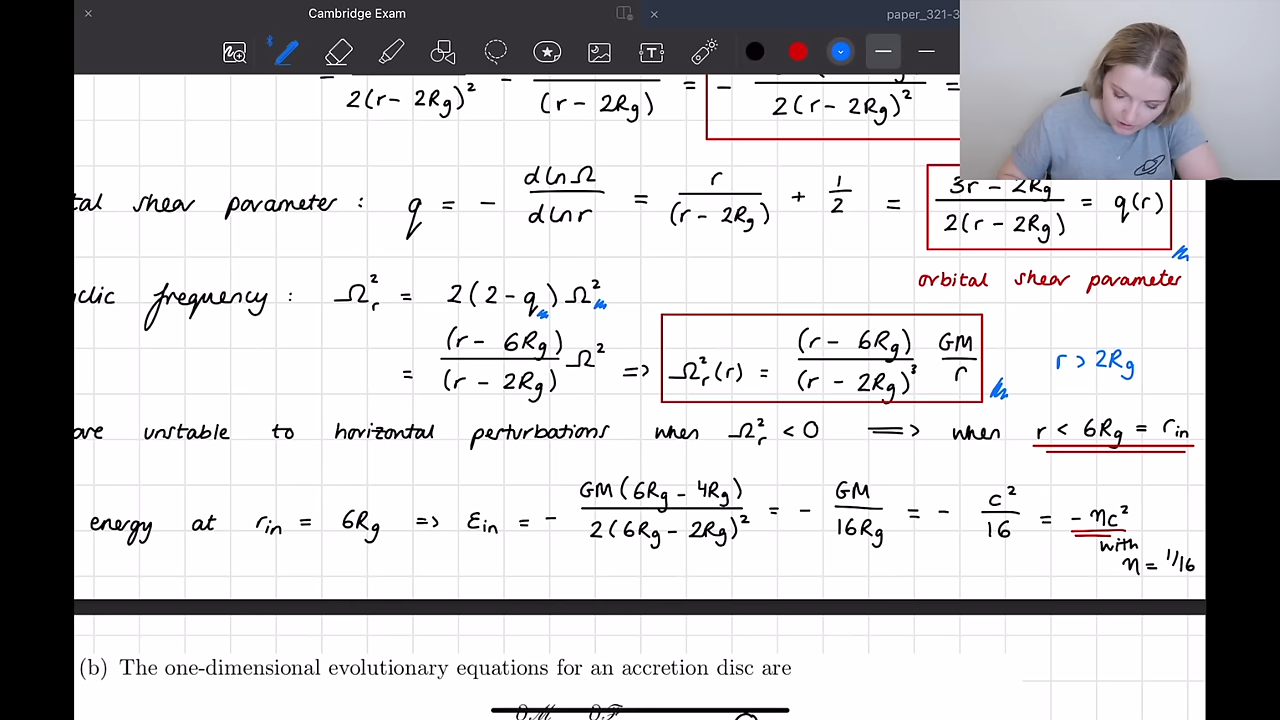 Cambridge Exam
paper_321-3
2(r - 2Rg)² - (r - 2Rg) = - 2(r - 2Rg)² =
tal shear parameter : q = - dlnΩ/dlnr = r/(r - 2Rg) + 1/2 = (3r - 2Rg)/2(r - 2Rg) = q(r)
orbital shear parameter
clic frequency : Ωr² = 2(2 - q)Ω²
= (r - 6Rg)/(r - 2Rg) Ω² => Ωr²(r) = (r - 6Rg)/(r - 2Rg)³ GM/r
r > 2Rg
are unstable to horizontal perturbations when Ωr² < 0 ⟹ when r < 6Rg = rin
energy at rin = 6Rg => εin = - GM(6Rg - 4Rg)/2(6Rg - 2Rg)² = - GM/16Rg = - c²/16 = - ηc²
with
η = 1/16
(b) The one-dimensional evolutionary equations for an accretion disc are